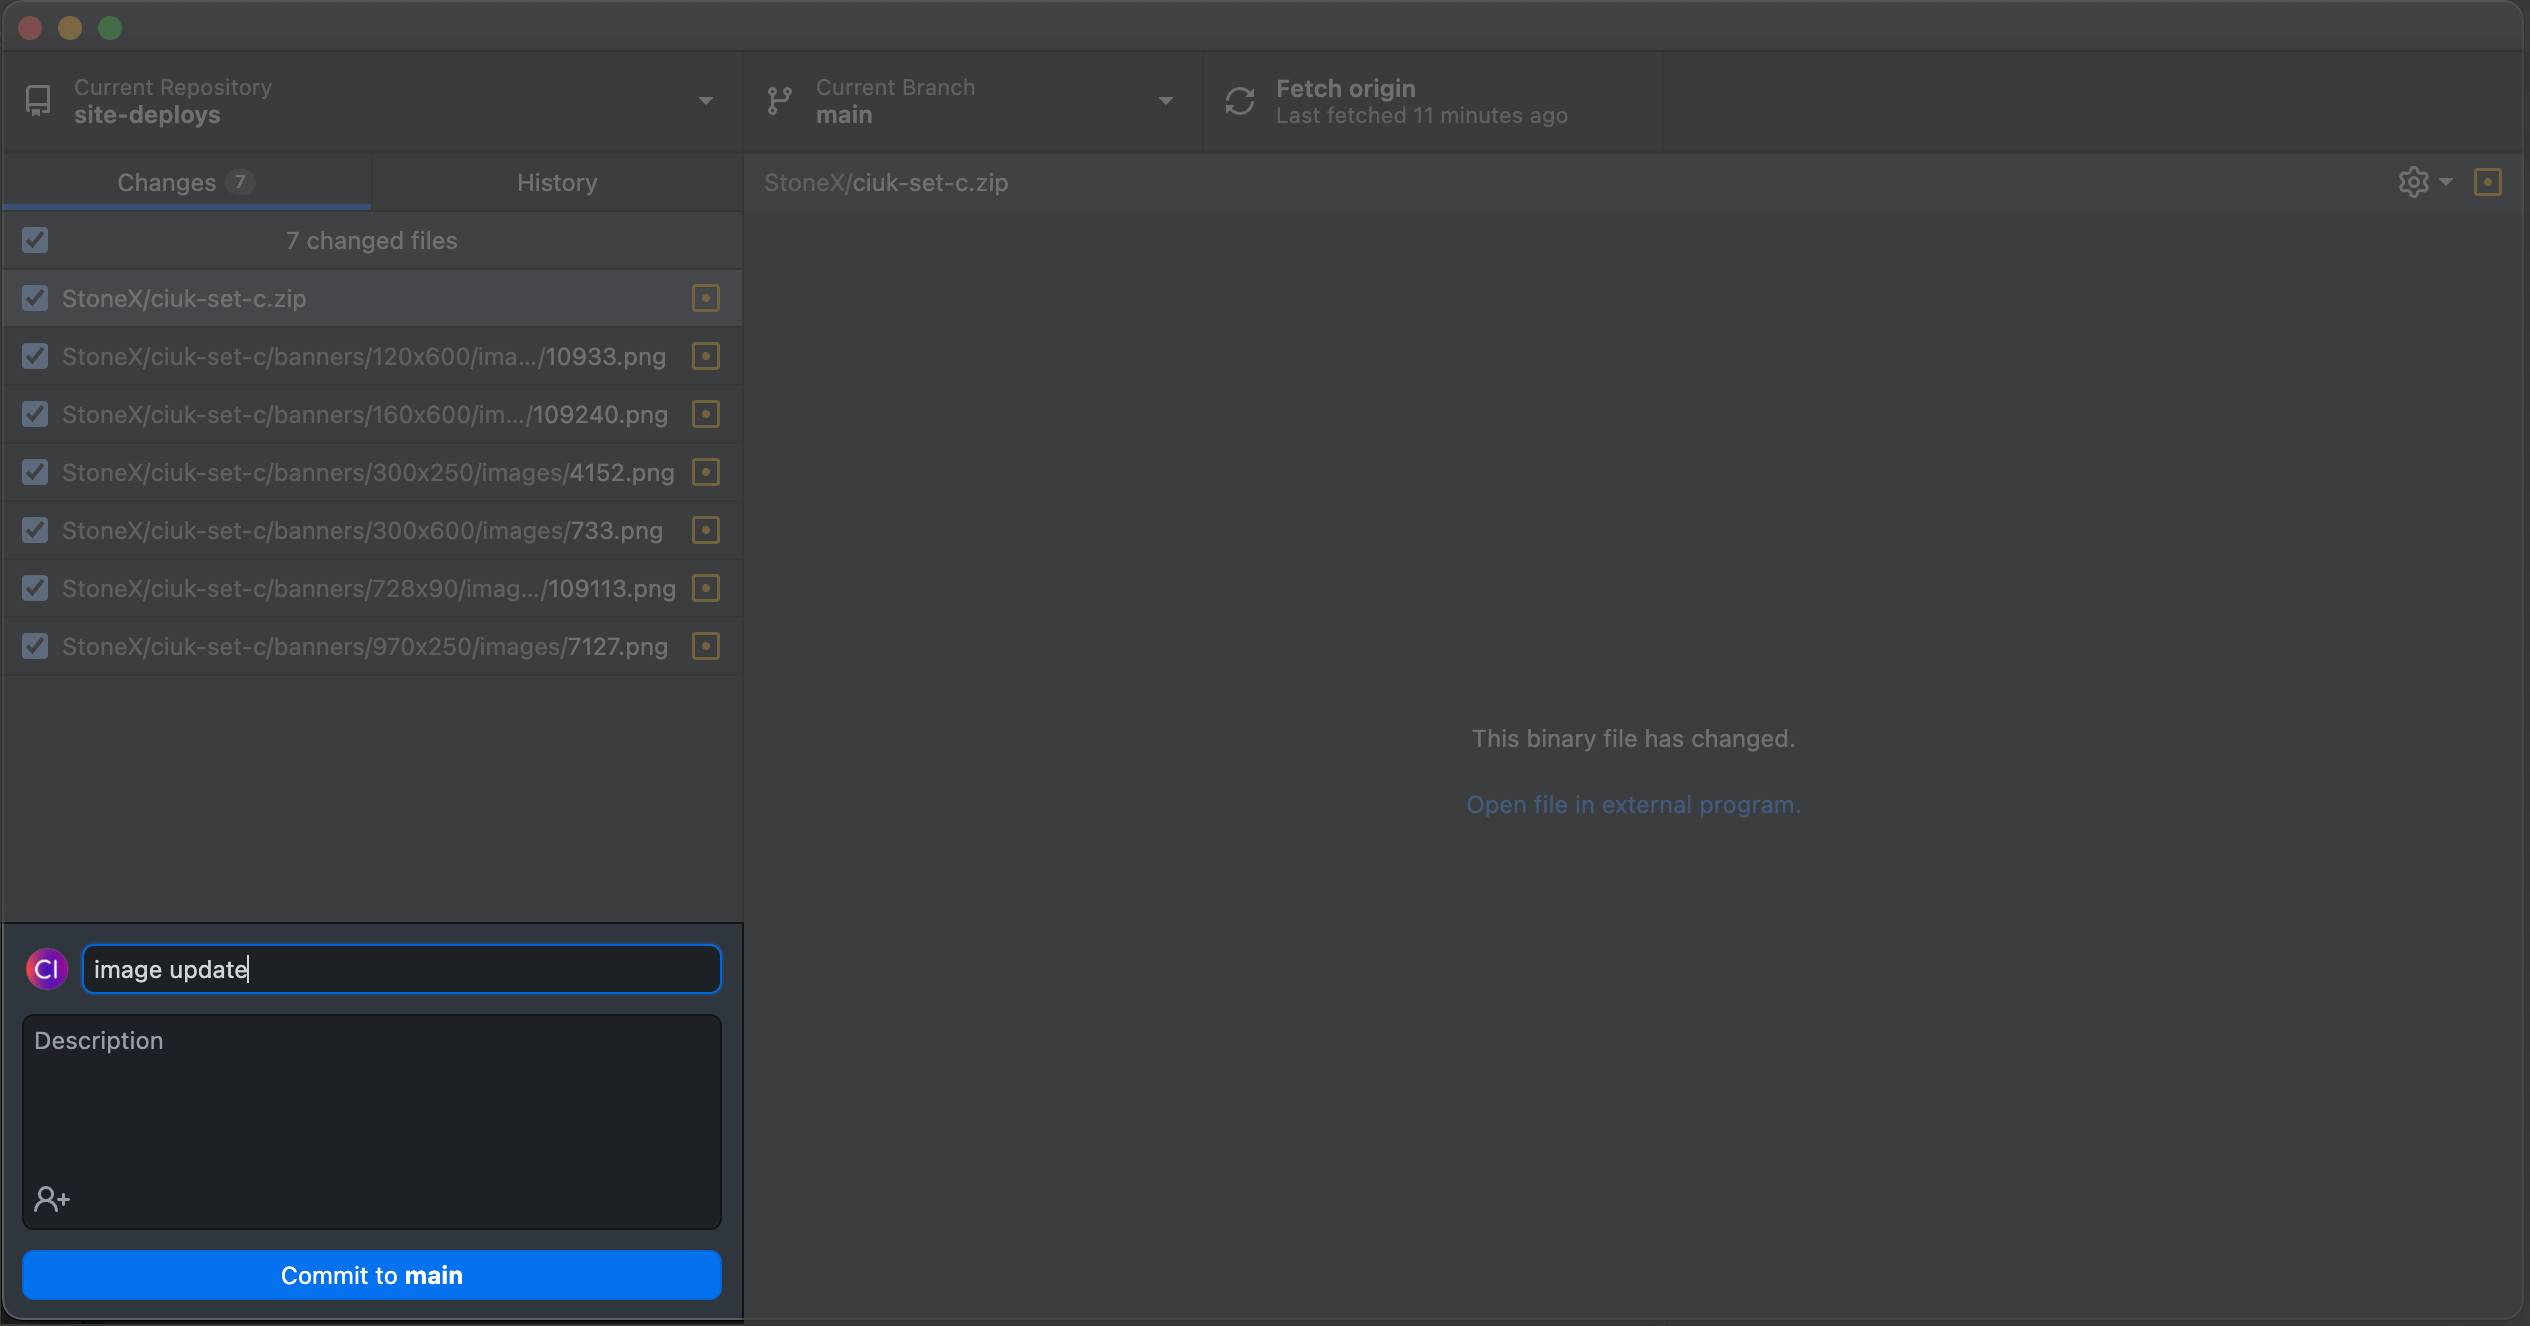 Current Repository
site-deploys
Current Branch
main
Fetch origin
Last fetched 11 minutes ago
Changes 7
History
StoneX/ciuk-set-c.zip
7 changed files
StoneX/ciuk-set-c.zip
StoneX/ciuk-set-c/banners/120x600/ima.../10933.png
StoneX/ciuk-set-c/banners/160x600/im.../109240.png
StoneX/ciuk-set-c/banners/300x250/images/4152.png
StoneX/ciuk-set-c/banners/300x600/images/733.png
StoneX/ciuk-set-c/banners/728x90/imag.../109113.png
StoneX/ciuk-set-c/banners/970x250/images/7127.png
This binary file has changed.
Open file in external program.
CI
image update
Description
Commit to main